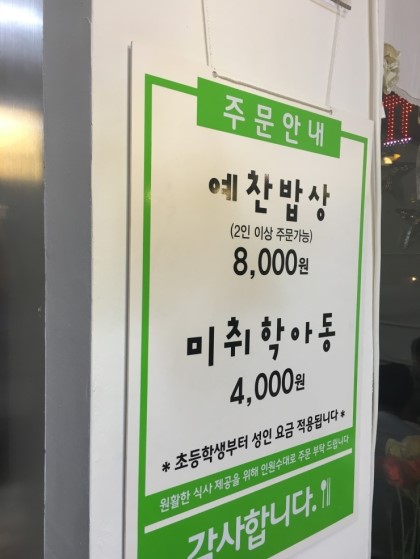 주문안내
예찬밥상
(2인 이상 주문가능)
8,000원
미취학아동
4,000원
* 초등학생부터 성인 요금 적용됩니다 *
원활한 식사 제공을 위해 인원수대로 주문 부탁 드립니다
감사합니다.